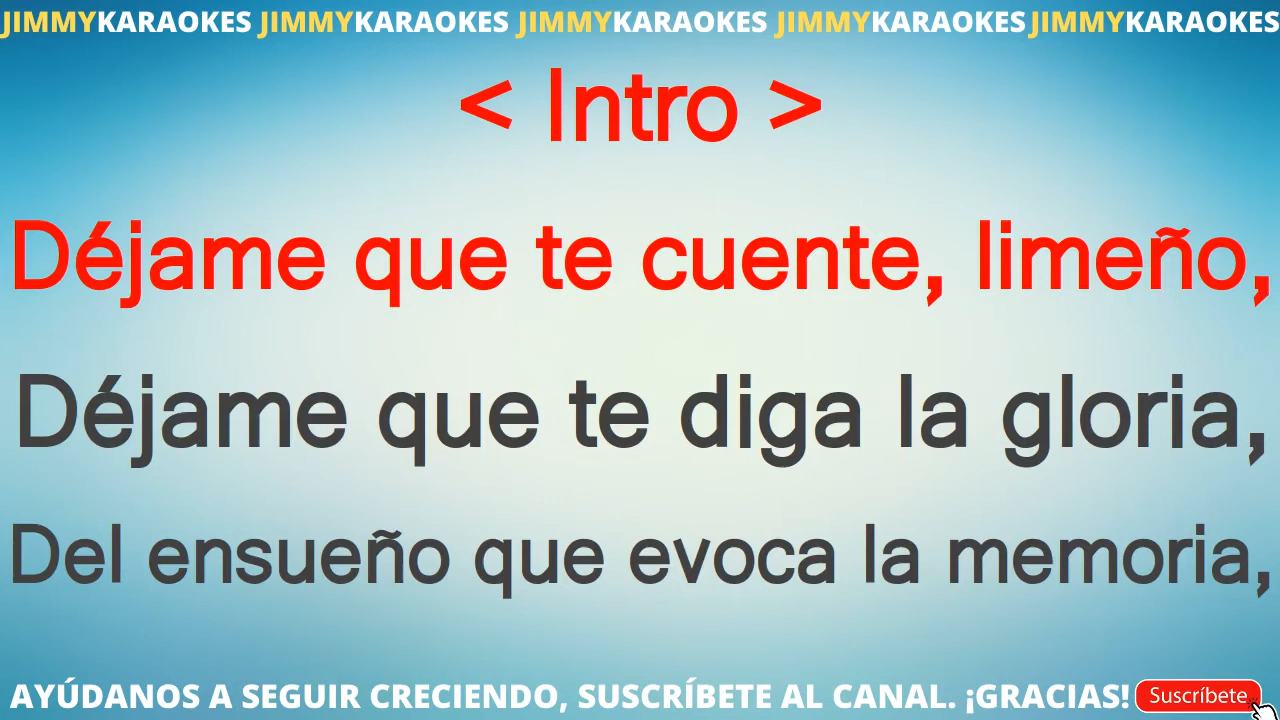 JIMMYKARAOKES JIMMYKARAOKES JIMMYKARAOKES JIMMYKARAOKES JIMMYKARAOKES
< Intro >
Déjame que te cuente, limeño,
Déjame que te diga la gloria,
Del ensueño que evoca la memoria,
AYÚDANOS A SEGUIR CRECIENDO, SUSCRÍBETE AL CANAL. ¡GRACIAS! Suscríbete